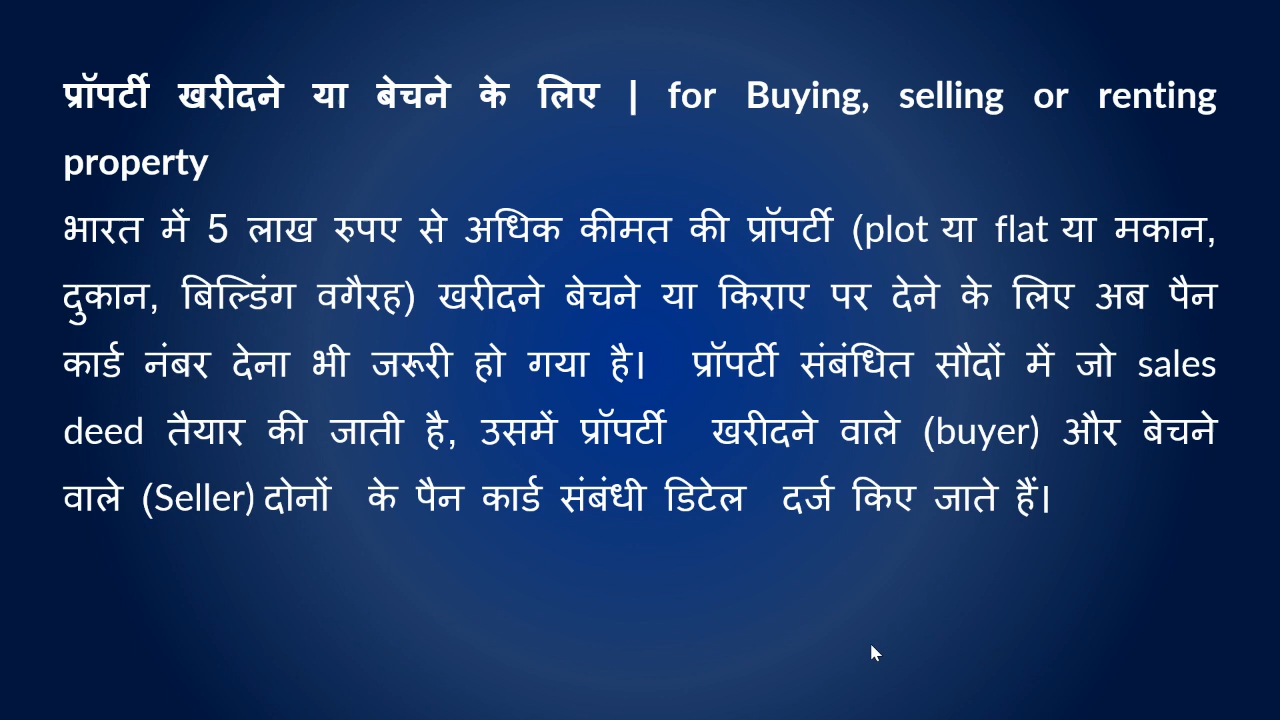 प्रॉपर्टी खरीदने या बेचने के लिए | for Buying, selling or renting
property
भारत में 5 लाख रुपए से अधिक कीमत की प्रॉपर्टी (plot या flat या मकान,
दुकान, बिल्डिंग वगैरह) खरीदने बेचने या किराए पर देने के लिए अब पैन
कार्ड नंबर देना भी जरूरी हो गया है। प्रॉपर्टी संबंधित सौदों में जो sales
deed तैयार की जाती है, उसमें प्रॉपर्टी खरीदने वाले (buyer) और बेचने
वाले (Seller) दोनों के पैन कार्ड संबंधी डिटेल दर्ज किए जाते हैं।